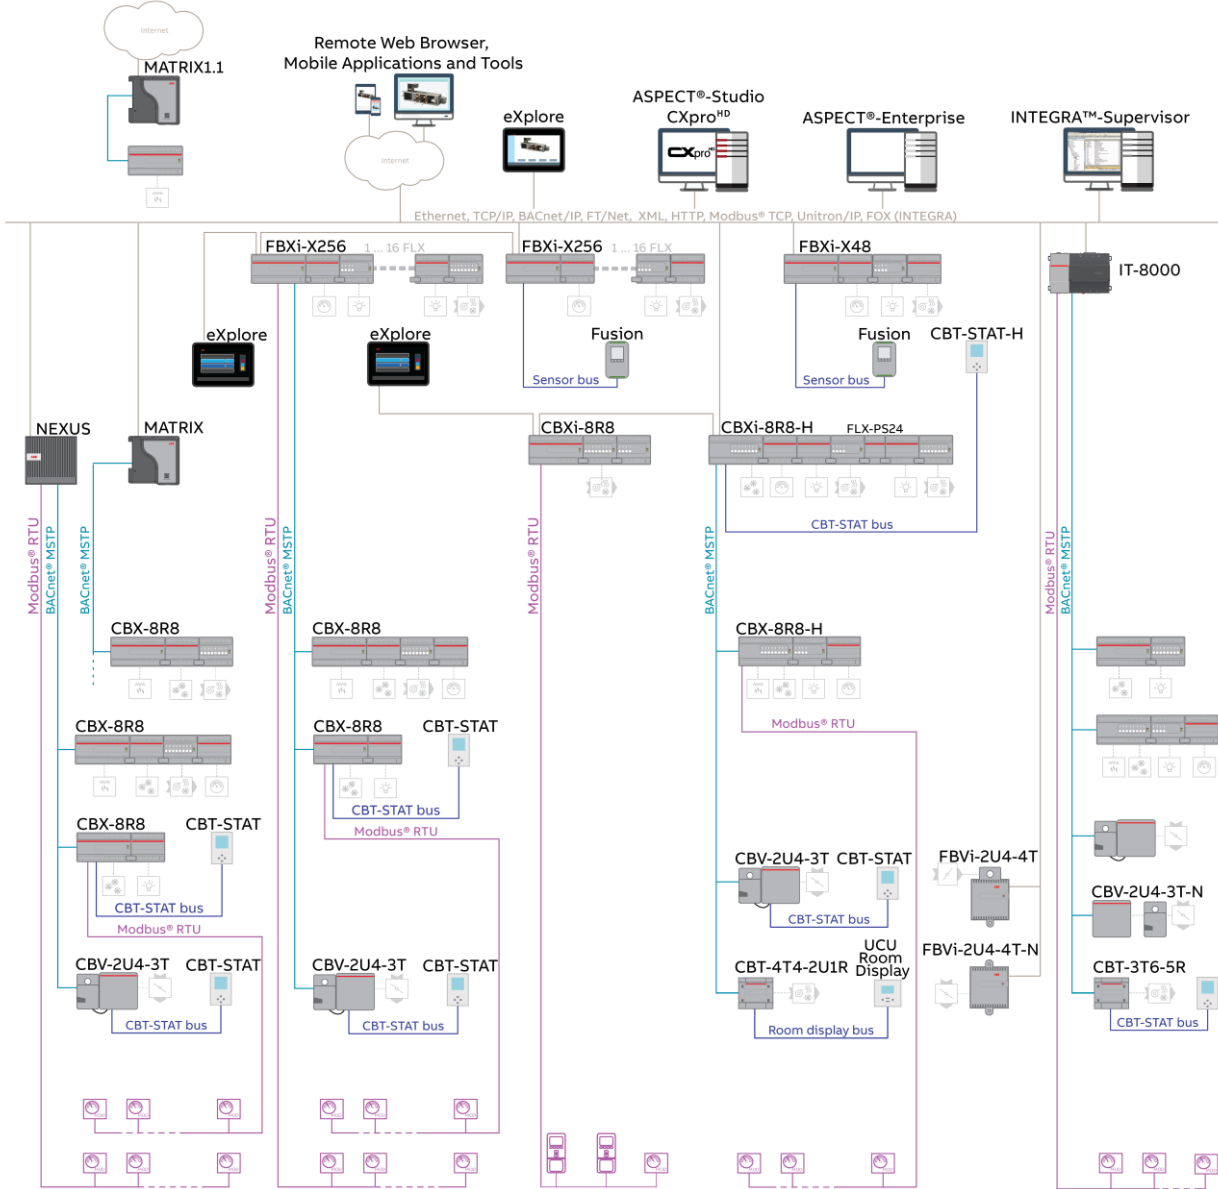 Internet
MATRIX1.1
Remote Web Browser,
Mobile Applications and Tools
Internet
eXplore
ASPECT®-Studio
CXpro^HD
CXpro^HD
ASPECT®-Enterprise
INTEGRA™-Supervisor
Ethernet, TCP/IP, BACnet/IP, FT/Net, XML, HTTP, Modbus® TCP, Unitron/IP, FOX (INTEGRA)
FBXi-X256
1 ... 16 FLX
FBXi-X256
1 ... 16 FLX
FBXi-X48
IT-8000
eXplore
eXplore
Fusion
Sensor bus
Fusion
Sensor bus
CBT-STAT-H
NEXUS
MATRIX
CBXi-8R8
CBXi-8R8-H
FLX-PS24
CBT-STAT bus
Modbus® RTU
BACnet® MSTP
BACnet® MSTP
Modbus® RTU
BACnet® MSTP
Modbus® RTU
BACnet® MSTP
Modbus® RTU
BACnet® MSTP
CBX-8R8
CBX-8R8
CBX-8R8-H
CBX-8R8
CBX-8R8
CBT-STAT
Modbus® RTU
CBT-STAT bus
Modbus® RTU
CBX-8R8
CBT-STAT
CBT-STAT bus
Modbus® RTU
CBV-2U4-3T
CBT-STAT
CBT-STAT bus
FBVi-2U4-4T
CBV-2U4-3T-N
CBV-2U4-3T
CBT-STAT
CBT-STAT bus
CBV-2U4-3T
CBT-STAT
CBT-STAT bus
CBT-4T4-2U1R
UCU
Room
Display
Room display bus
FBVi-2U4-4T-N
CBT-3T6-5R
CBT-STAT bus